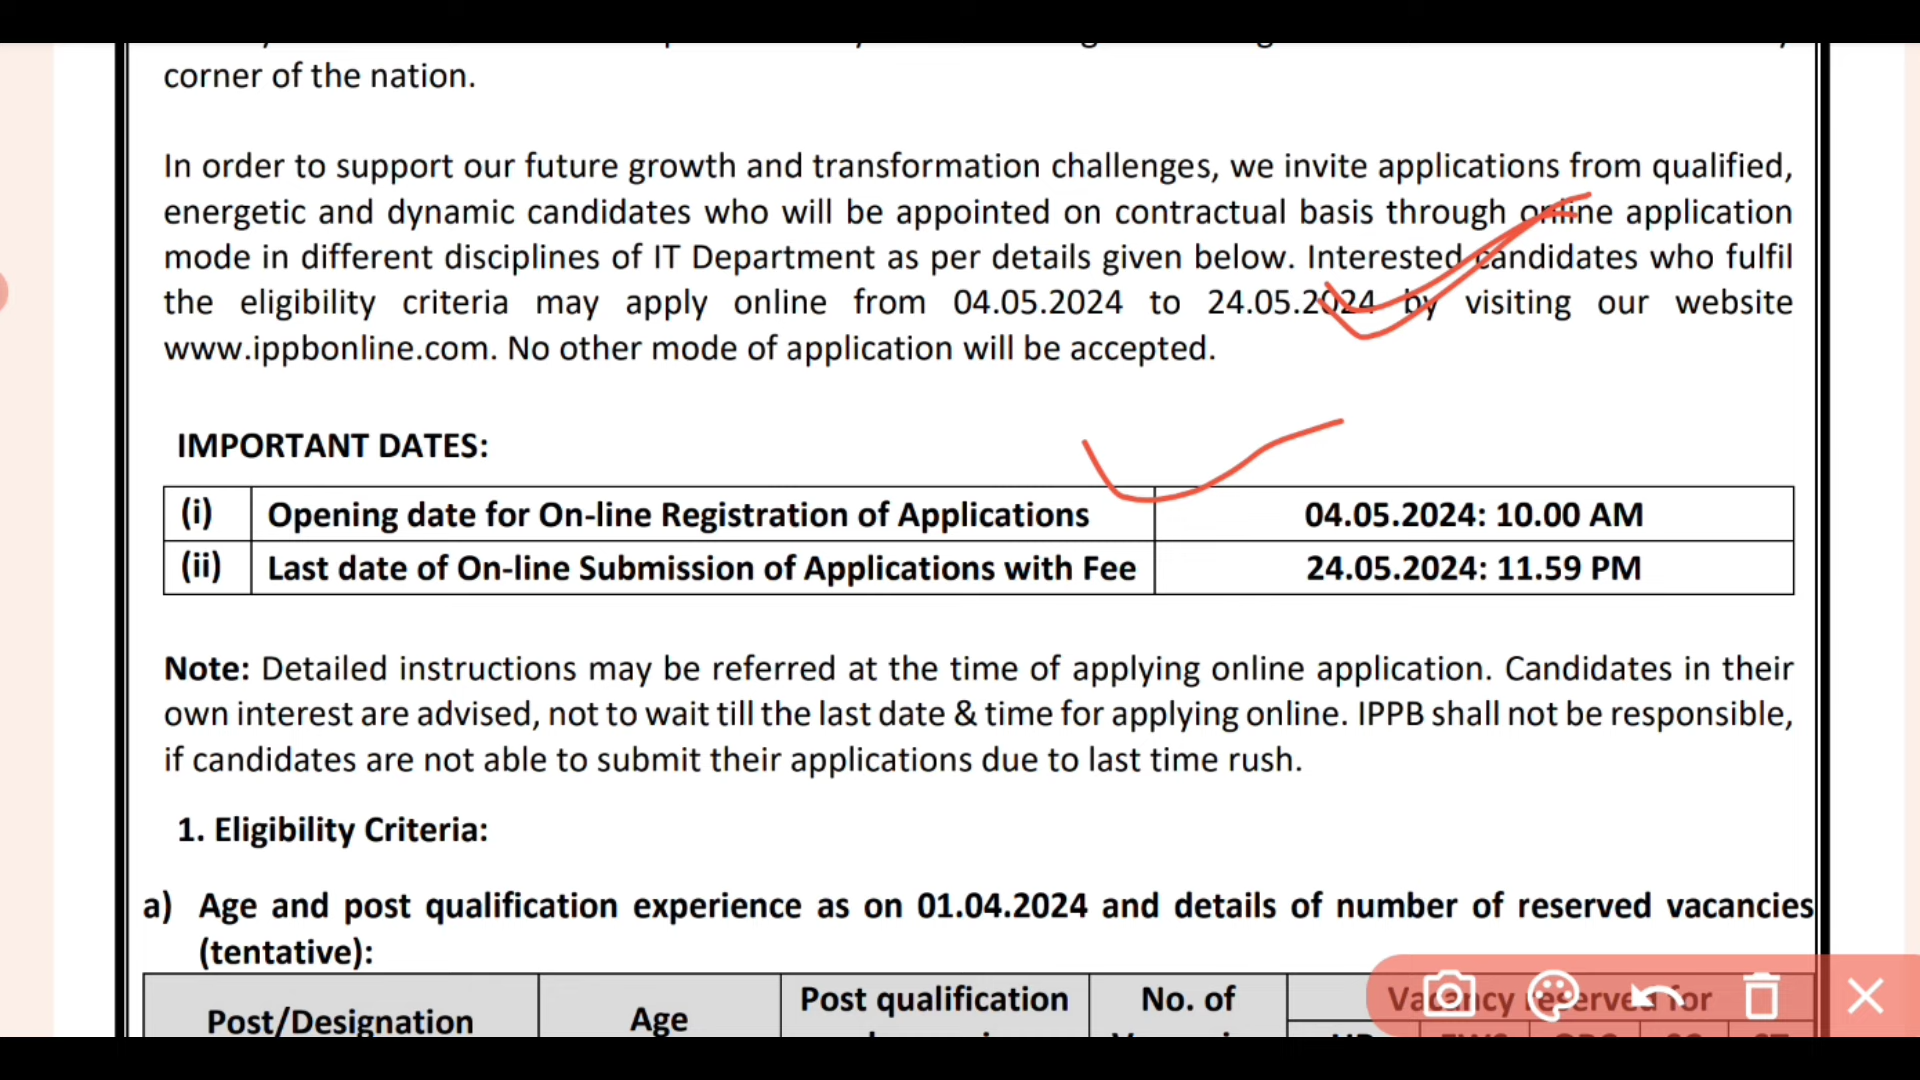 corner of the nation.
In order to support our future growth and transformation challenges, we invite applications from qualified,
energetic and dynamic candidates who will be appointed on contractual basis through online application
mode in different disciplines of IT Department as per details given below. Interested candidates who fulfil
the eligibility criteria may apply online from 04.05.2024 to 24.05.2024 by visiting our website
www.ippbonline.com. No other mode of application will be accepted.
IMPORTANT DATES:
(i) Opening date for On-line Registration of Applications 04.05.2024: 10.00 AM
(ii) Last date of On-line Submission of Applications with Fee 24.05.2024: 11.59 PM
Note: Detailed instructions may be referred at the time of applying online application. Candidates in their
own interest are advised, not to wait till the last date & time for applying online. IPPB shall not be responsible,
if candidates are not able to submit their applications due to last time rush.
1. Eligibility Criteria:
a) Age and post qualification experience as on 01.04.2024 and details of number of reserved vacancies
(tentative):
Post/Designation Age Post qualification No. of Vacancy reserved for